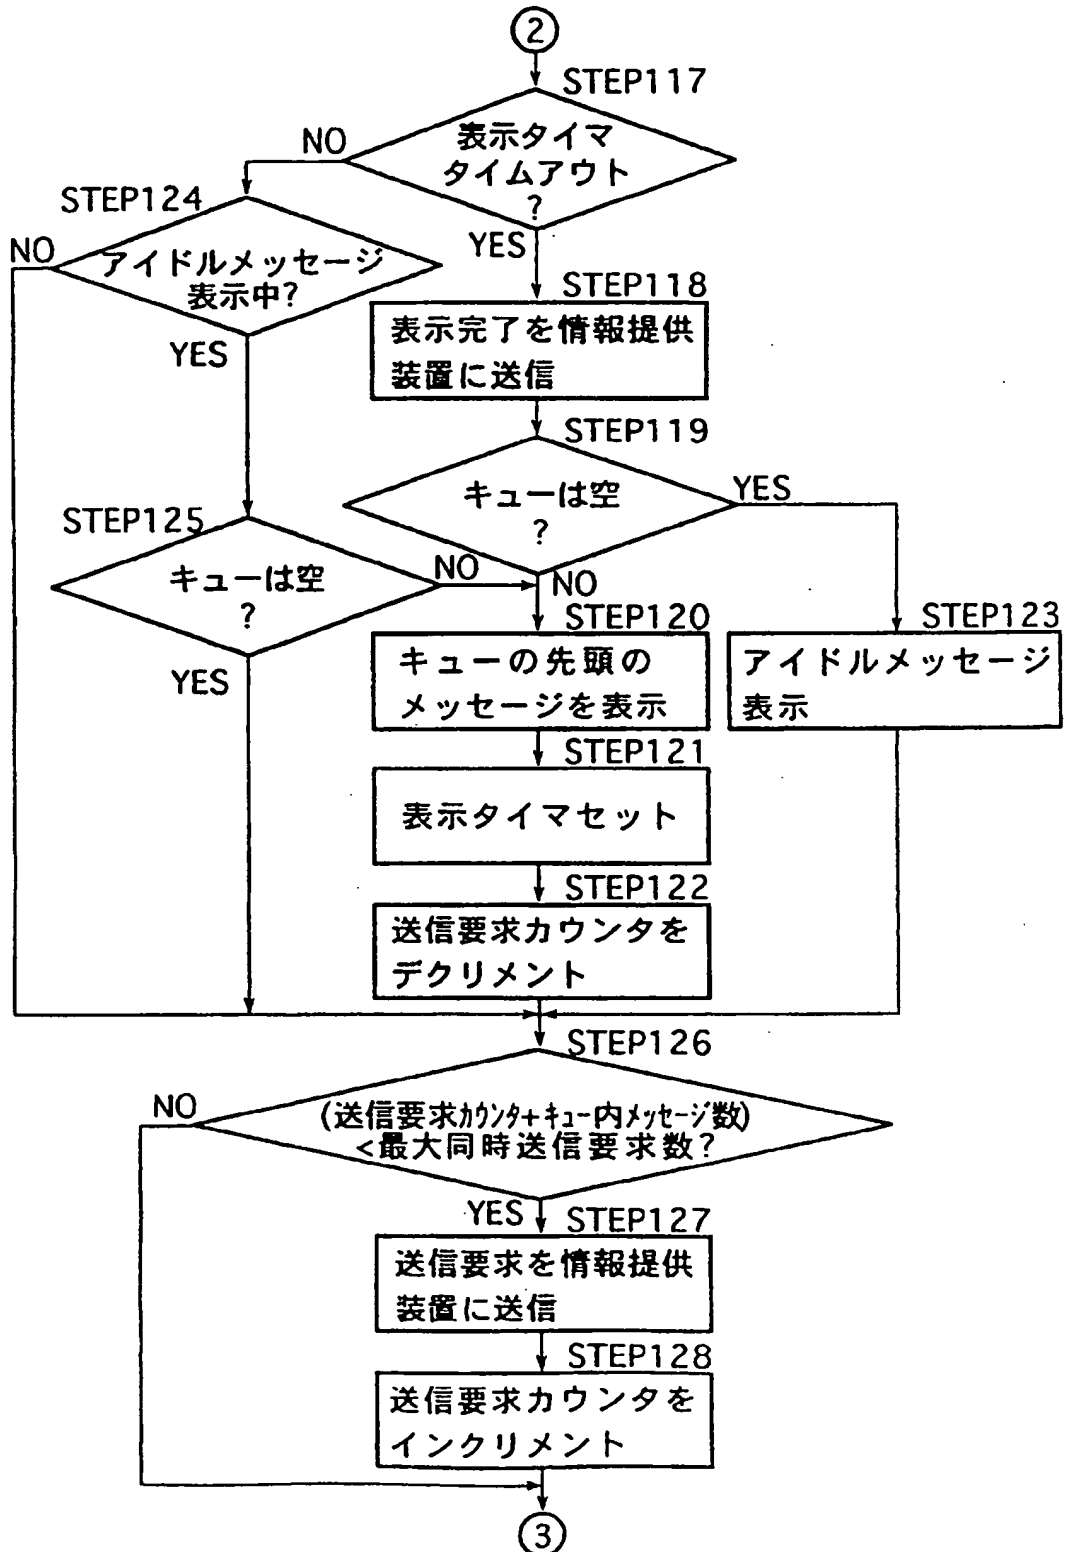 2
STEP117
表示タイマ
タイムアウト
?
NO
YES
STEP124
アイドルメッセージ
表示中?
NO
YES
STEP118
表示完了を情報提供
装置に送信
STEP119
キューは空
?
YES
NO
STEP125
キューは空
?
NO
YES
STEP120
キューの先頭の
メッセージを表示
STEP123
アイドルメッセージ
表示
STEP121
表示タイマセット
STEP122
送信要求カウンタを
デクリメント
STEP126
(送信要求カウンタ+キュー内メッセージ数)
<最大同時送信要求数?
NO
YES
STEP127
送信要求を情報提供
装置に送信
STEP128
送信要求カウンタを
インクリメント
3